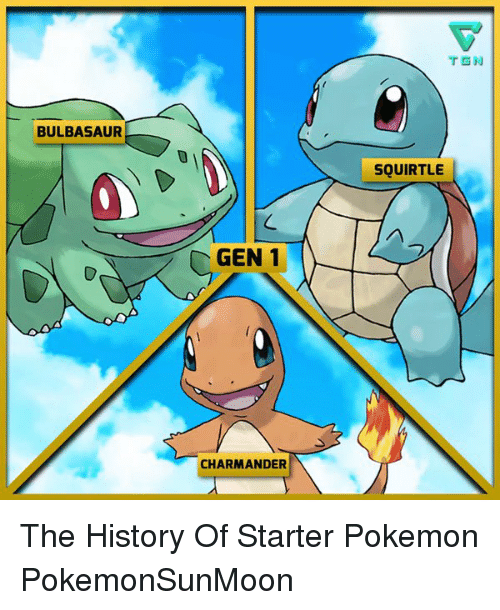 TGN
BULBASAUR
SQUIRTLE
GEN 1
CHARMANDER
The History Of Starter Pokemon
PokemonSunMoon